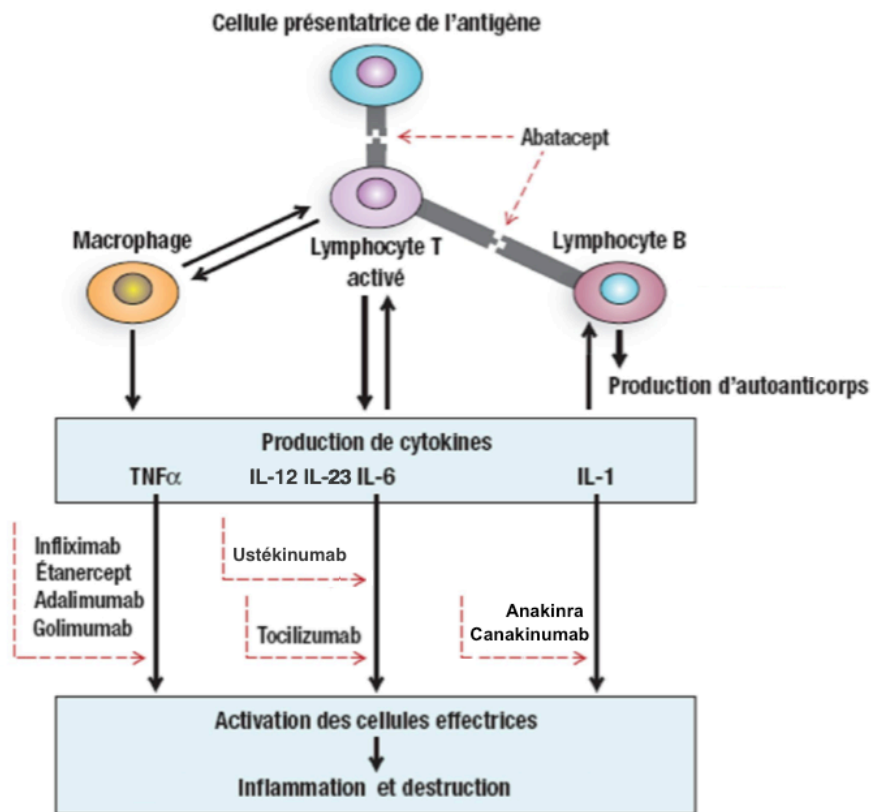 Cellule présentatrice de l'antigène
Abatacept
Macrophage
Lymphocyte T
activé
Lymphocyte B
Production d'autoanticorps
Production de cytokines
TNFα
IL-12 IL-23 IL-6
IL-1
Infliximab
Étanercept
Adalimumab
Golimumab
Ustékinumab
Tocilizumab
Anakinra
Canakinumab
Activation des cellules effectrices
Inflammation et destruction